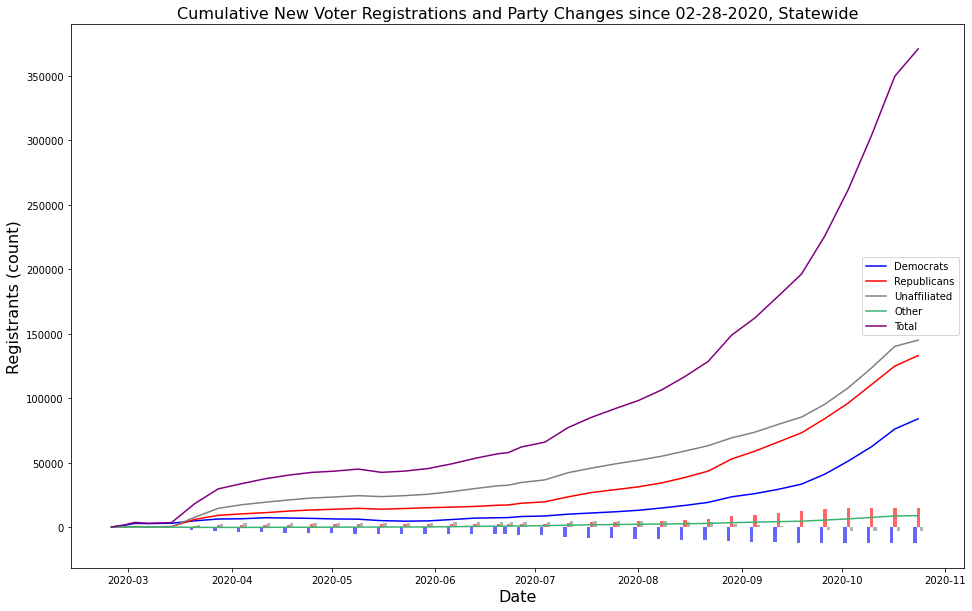 Cumulative New Voter Registrations and Party Changes since 02-28-2020, Statewide
Registrants (count)
350000
300000
250000
200000
150000
100000
50000
0
Democrats
Republicans
Unaffiliated
Other
Total
2020-03
2020-04
2020-05
2020-06
2020-07
2020-08
2020-09
2020-10
2020-11
Date